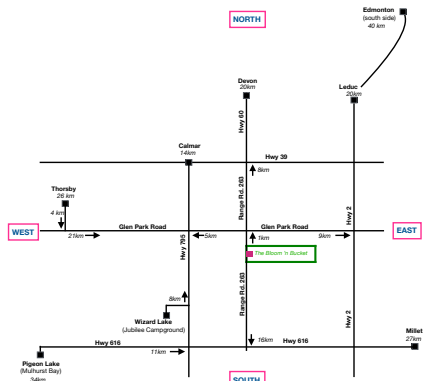 Edmonton
(south side)
40 km
NORTH
Devon
20km
Leduc
20km
Hwy 60
Calmar
14km
Hwy 39
8km
Thorsby
26 km
4 km
Range Rd. 263
Hwy 2
WEST
Glen Park Road
Glen Park Road
EAST
21km
5km
1km
9km
Hwy 795
The Bloom 'n Bucket
Range Rd. 263
8km
Hwy 2
Wizard Lake
(Jubilee Campground)
16km
Millet
27km
Hwy 616
Hwy 616
11km
Pigeon Lake
(Mulhurst Bay)
34km
SOUTH